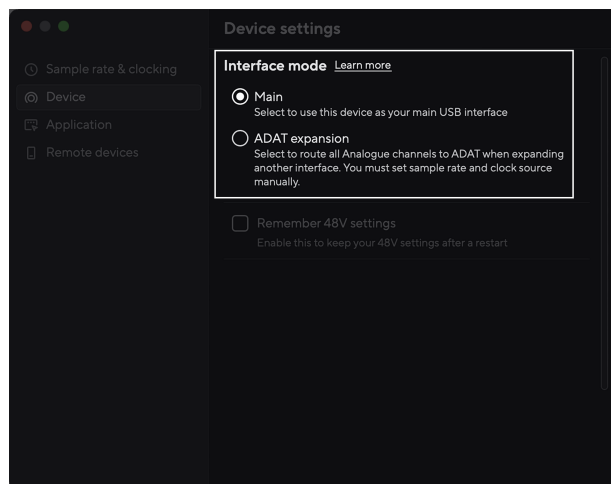 Device settings
Sample rate & clocking
Device
Application
Remote devices
Interface mode Learn more
Main
Select to use this device as your main USB interface
ADAT expansion
Select to route all Analogue channels to ADAT when expanding
another interface. You must set sample rate and clock source
manually.
Remember 48V settings
Enable this to keep your 48V settings after a restart